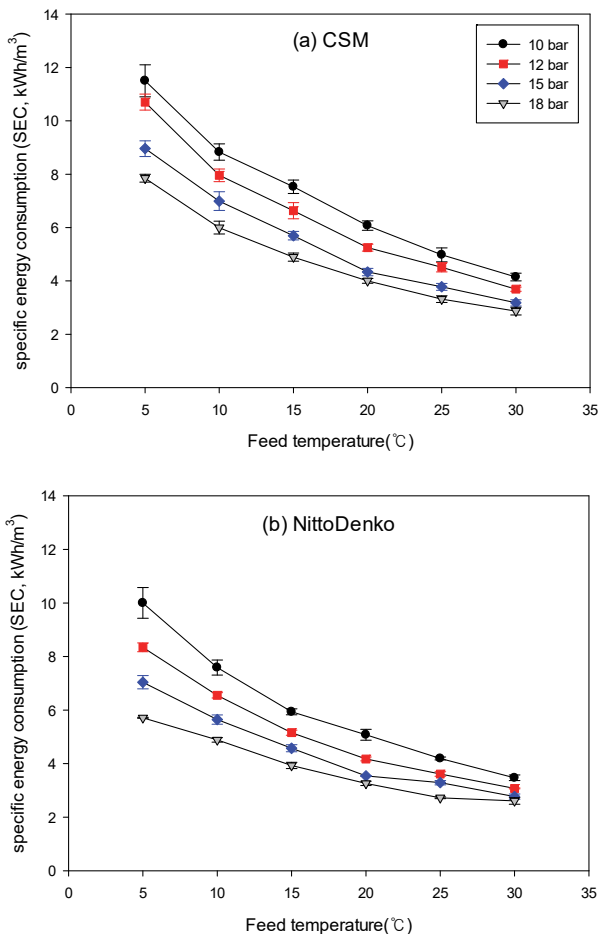 (a) CSM
10 bar
12 bar
15 bar
18 bar
specific energy consumption (SEC, kWh/m³)
14
12
10
8
6
4
2
0
0 5 10 15 20 25 30 35
Feed temperature(℃)
(b) NittoDenko
specific energy consumption (SEC, kWh/m³)
14
12
10
8
6
4
2
0
0 5 10 15 20 25 30 35
Feed temperature(℃)